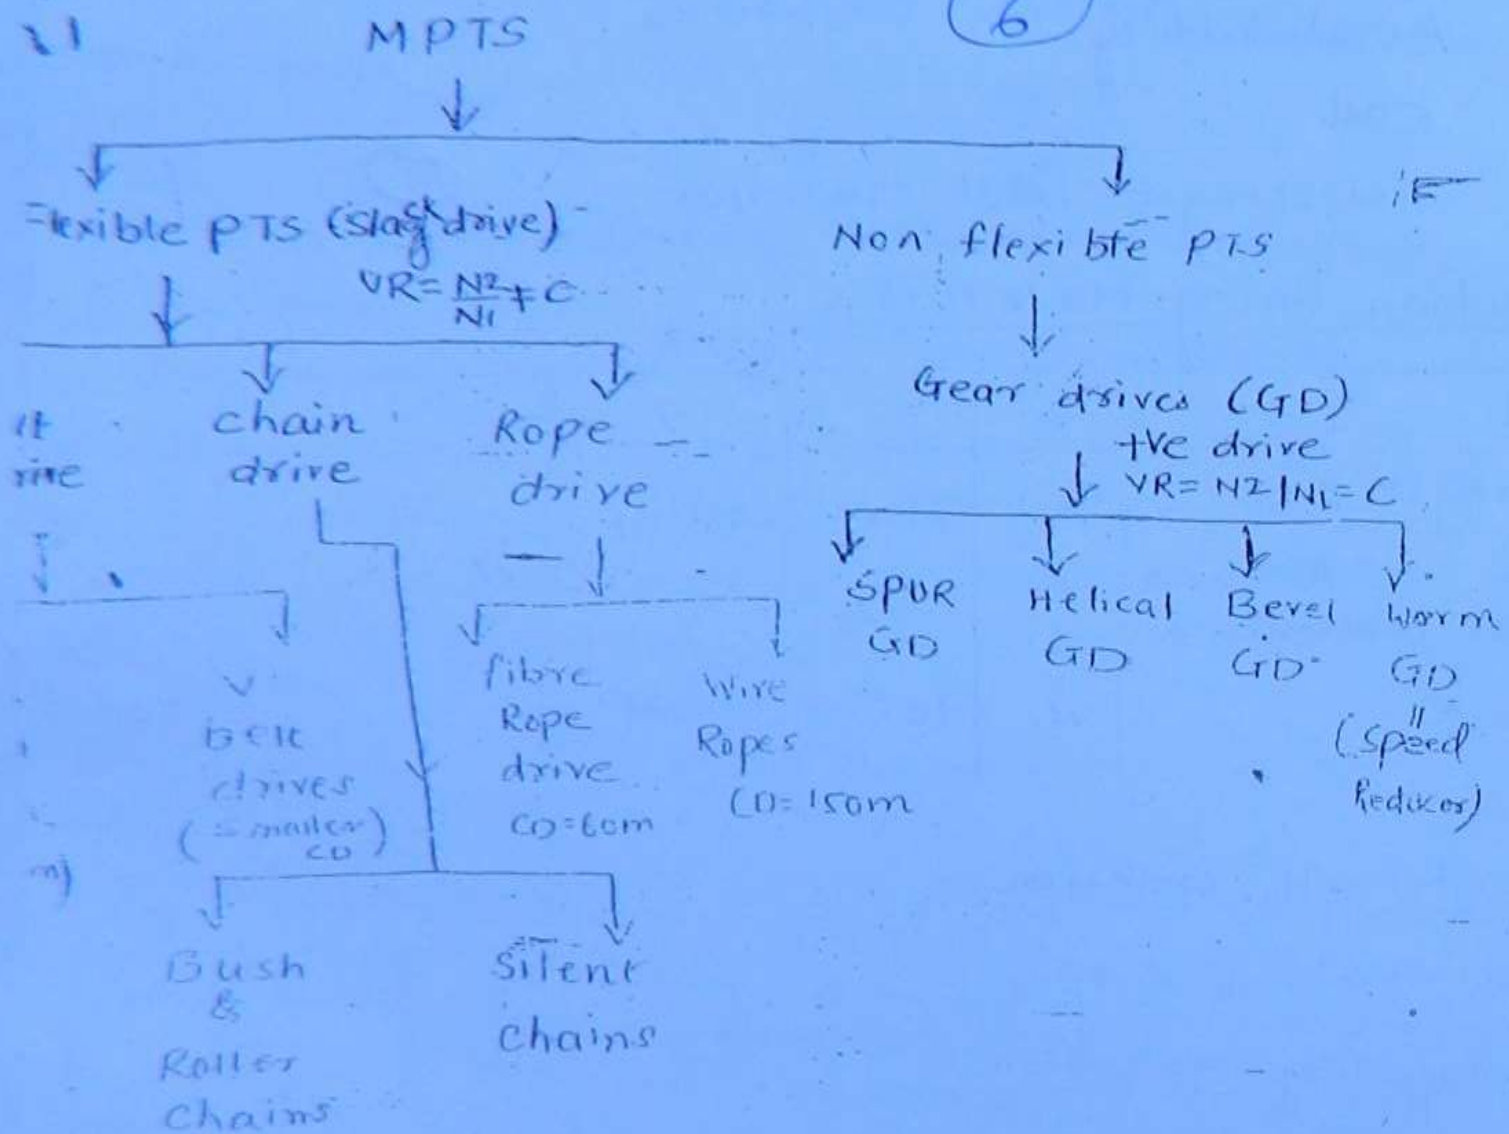 MPTS
6
Flexible PTS (Slack drive)
VR = N2/N1 ≠ C
Non flexible PTS
Gear drives (GD)
+ve drive
VR = N2/N1 = C
chain
drive
Rope
drive
SPUR
GD
Helical
GD
Bevel
GD
Worm
GD
=
(Speed
Reducer)
V
belt
drives
(Smaller
CD)
fibre
Rope
drive
CD=60m
Wire
Ropes
CD=150m
Bush
&
Roller
Chains
Silent
Chains